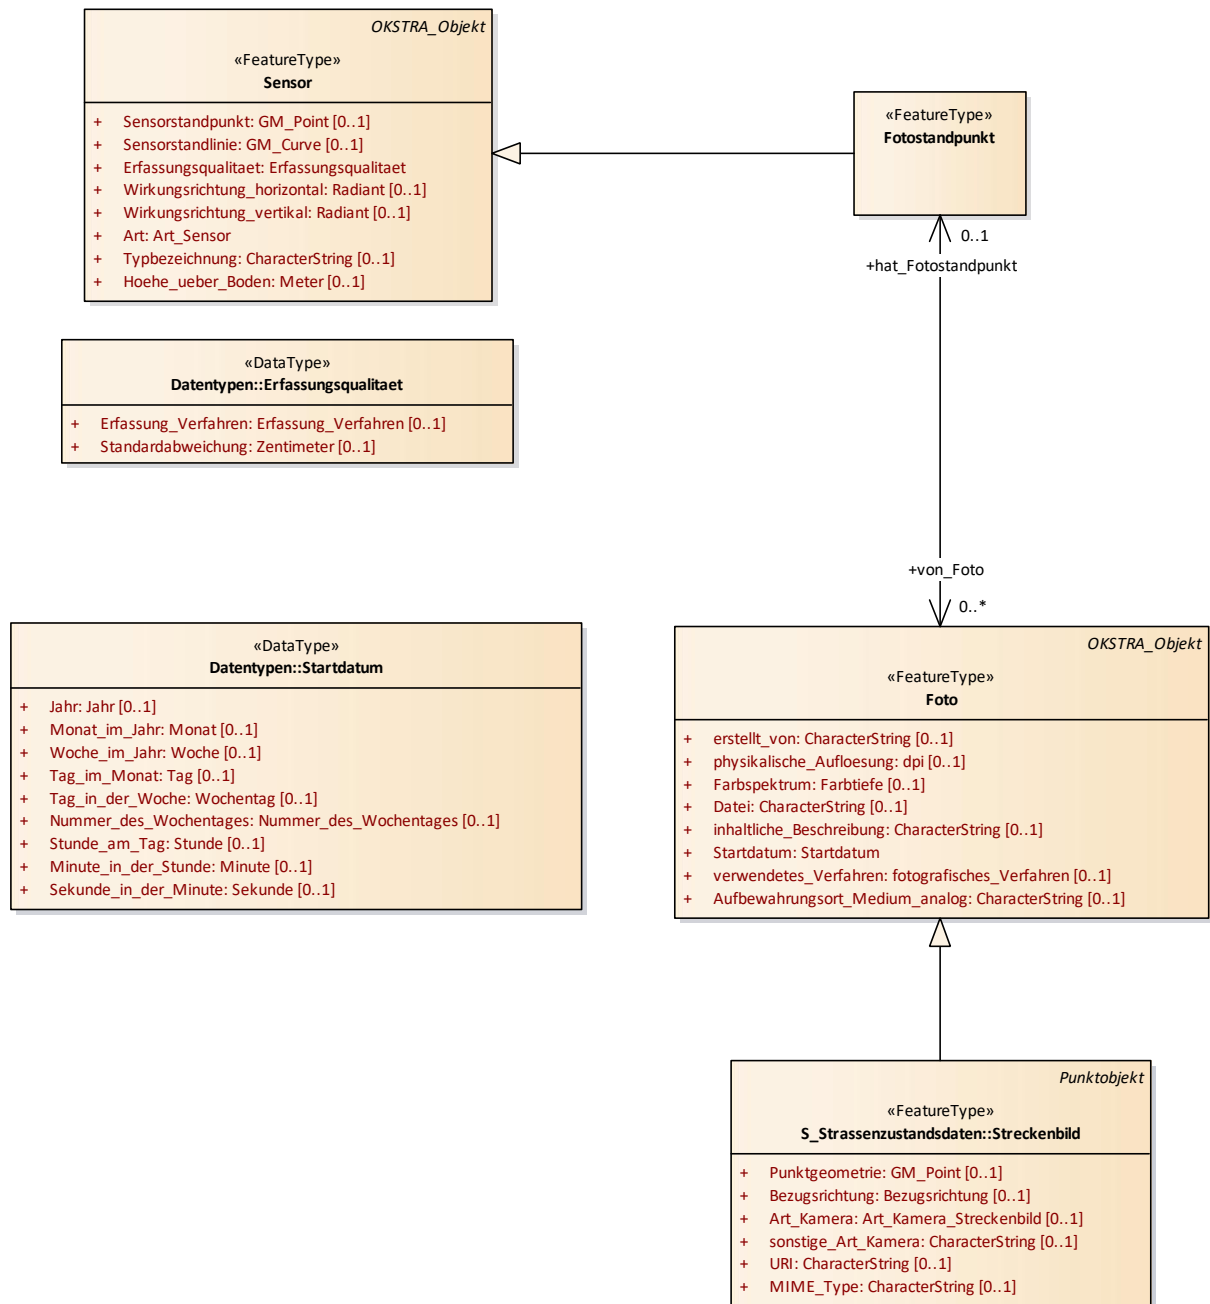 OKSTRA_Objekt
«FeatureType»
Sensor
+ Sensorstandpunkt: GM_Point [0..1]
+ Sensorstandlinie: GM_Curve [0..1]
+ Erfassungsqualitaet: Erfassungsqualitaet
+ Wirkungsrichtung_horizontal: Radiant [0..1]
+ Wirkungsrichtung_vertikal: Radiant [0..1]
+ Art: Art_Sensor
+ Typbezeichnung: CharacterString [0..1]
+ Hoehe_ueber_Boden: Meter [0..1]
«FeatureType»
Fotostandpunkt
0..1
+hat_Fotostandpunkt
«DataType»
Datentypen::Erfassungsqualitaet
+ Erfassung_Verfahren: Erfassung_Verfahren [0..1]
+ Standardabweichung: Zentimeter [0..1]
+von_Foto
0..*
«DataType»
Datentypen::Startdatum
+ Jahr: Jahr [0..1]
+ Monat_im_Jahr: Monat [0..1]
+ Woche_im_Jahr: Woche [0..1]
+ Tag_im_Monat: Tag [0..1]
+ Tag_in_der_Woche: Wochentag [0..1]
+ Nummer_des_Wochentages: Nummer_des_Wochentages [0..1]
+ Stunde_am_Tag: Stunde [0..1]
+ Minute_in_der_Stunde: Minute [0..1]
+ Sekunde_in_der_Minute: Sekunde [0..1]
OKSTRA_Objekt
«FeatureType»
Foto
+ erstellt_von: CharacterString [0..1]
+ physikalische_Aufloesung: dpi [0..1]
+ Farbspektrum: Farbtiefe [0..1]
+ Datei: CharacterString [0..1]
+ inhaltliche_Beschreibung: CharacterString [0..1]
+ Startdatum: Startdatum
+ verwendetes_Verfahren: fotografisches_Verfahren [0..1]
+ Aufbewahrungsort_Medium_analog: CharacterString [0..1]
Punktobjekt
«FeatureType»
S_Strassenzustandsdaten::Streckenbild
+ Punktgeometrie: GM_Point [0..1]
+ Bezugsrichtung: Bezugsrichtung [0..1]
+ Art_Kamera: Art_Kamera_Streckenbild [0..1]
+ sonstige_Art_Kamera: CharacterString [0..1]
+ URI: CharacterString [0..1]
+ MIME_Type: CharacterString [0..1]